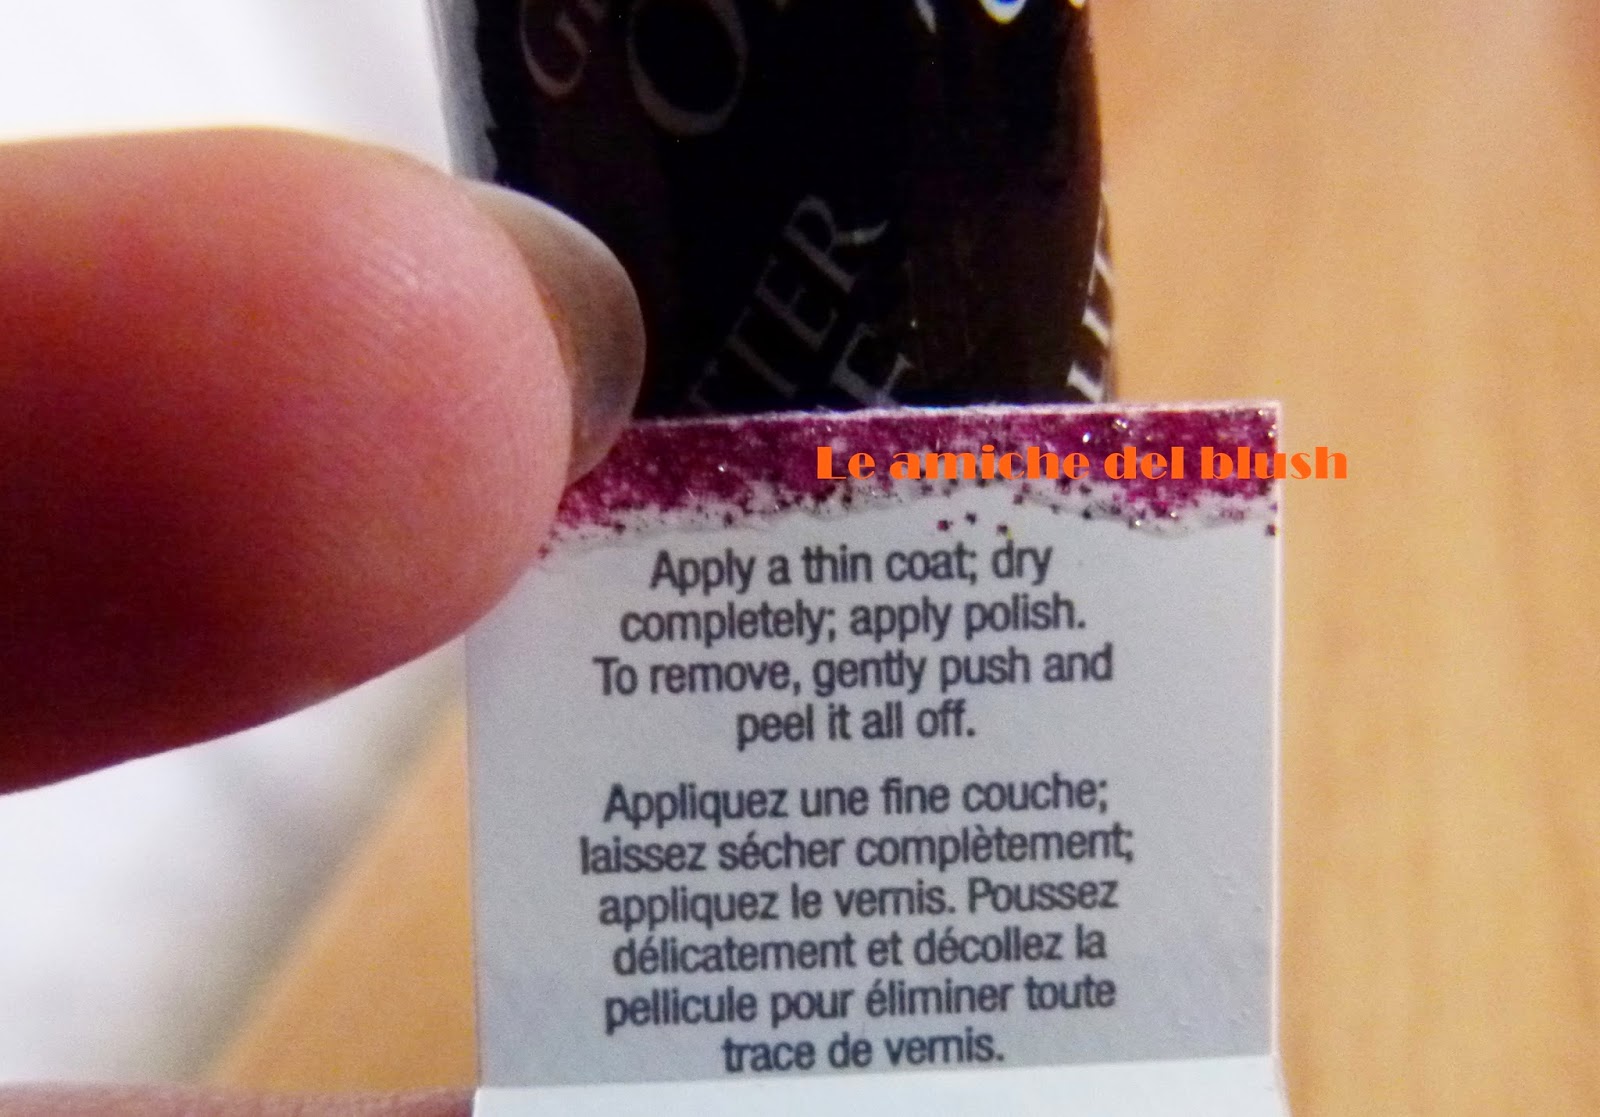 TIER
Le amiche del blush
Apply a thin coat; dry
completely; apply polish.
To remove, gently push and
peel it all off.
Appliquez une fine couche;
laissez sécher complètement;
appliquez le vernis. Poussez
délicatement et décollez la
pellicule pour éliminer toute
trace de vernis.